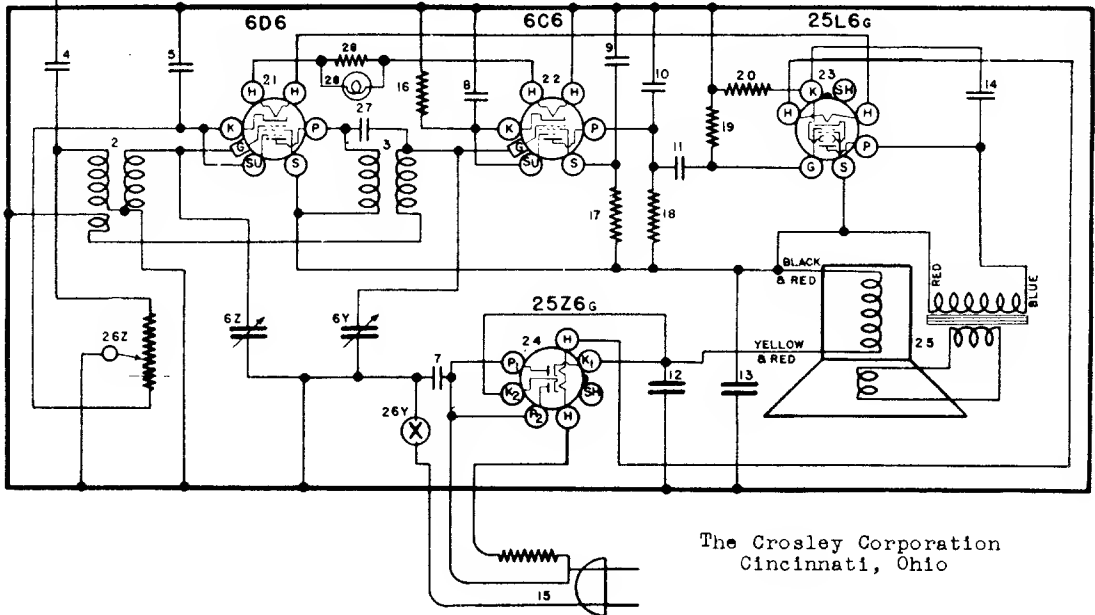 6D6 6C6 25L6G
4 5 21 28 16 8 22 9 10 20 23 14
H H 28 H H K SH
27 H H
K P K P 19 P
2 G 3 G 11
SU S SU S G S
17 18
BLACK & RED
RED
BLUE
6Z 6Y 25Z6G
26Z 24 H
P1 K1 YELLOW & RED 25
7 12 13
K2 SH
26Y P2 H
X
15
The Crosley Corporation
Cincinnati, Ohio